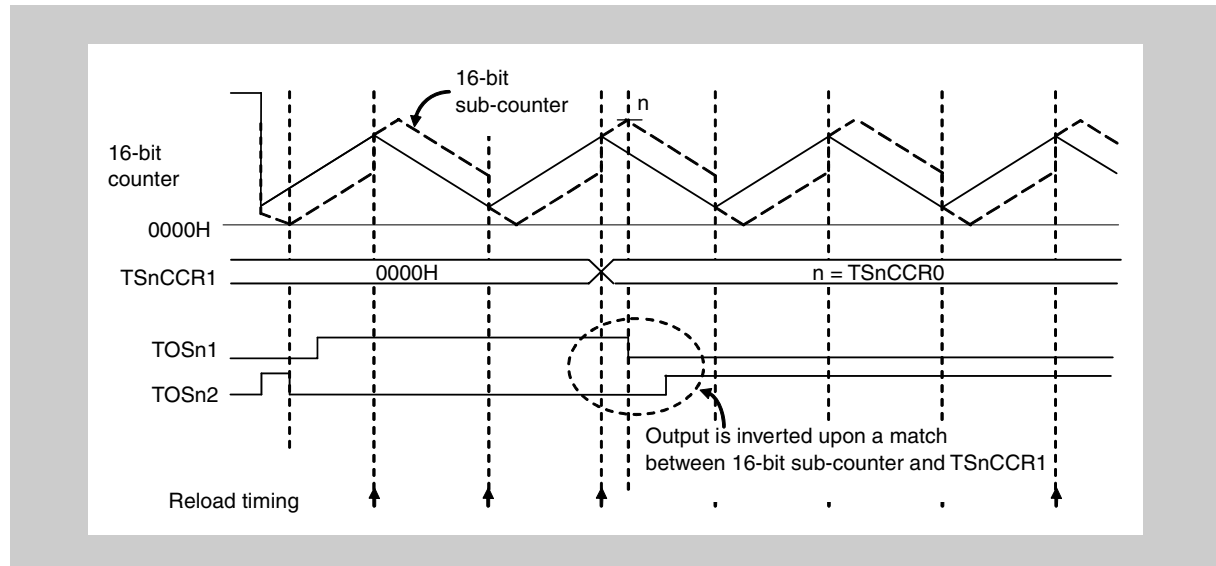 16-bit
sub-counter
n
16-bit
counter
0000H
TSnCCR1
0000H
n = TSnCCR0
TOSn1
TOSn2
Output is inverted upon a match
between 16-bit sub-counter and TSnCCR1
Reload timing